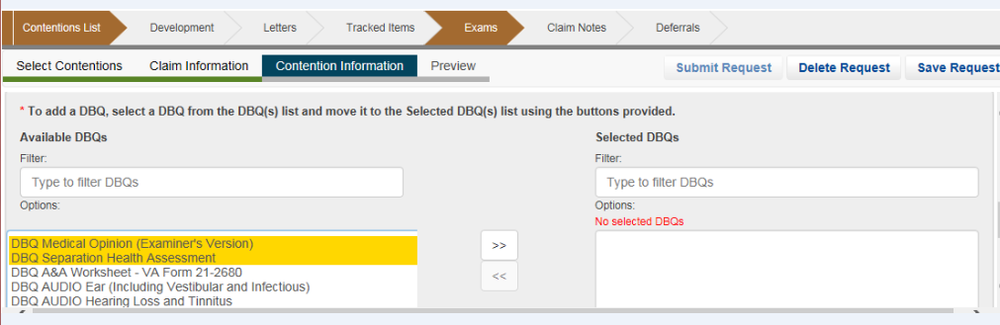 Contentions List Development Letters Tracked Items Exams Claim Notes Deferrals
Select Contentions Claim Information Contention Information Preview Submit Request Delete Request Save Request
* To add a DBQ, select a DBQ from the DBQ(s) list and move it to the Selected DBQ(s) list using the buttons provided.
Available DBQs
Filter:
Type to filter DBQs
Options:
DBQ Medical Opinion (Examiner's Version)
DBQ Separation Health Assessment
DBQ A&A Worksheet - VA Form 21-2680
DBQ AUDIO Ear (Including Vestibular and Infectious)
DBQ AUDIO Hearing Loss and Tinnitus
>>
<<
Selected DBQs
Filter:
Type to filter DBQs
Options:
No selected DBQs